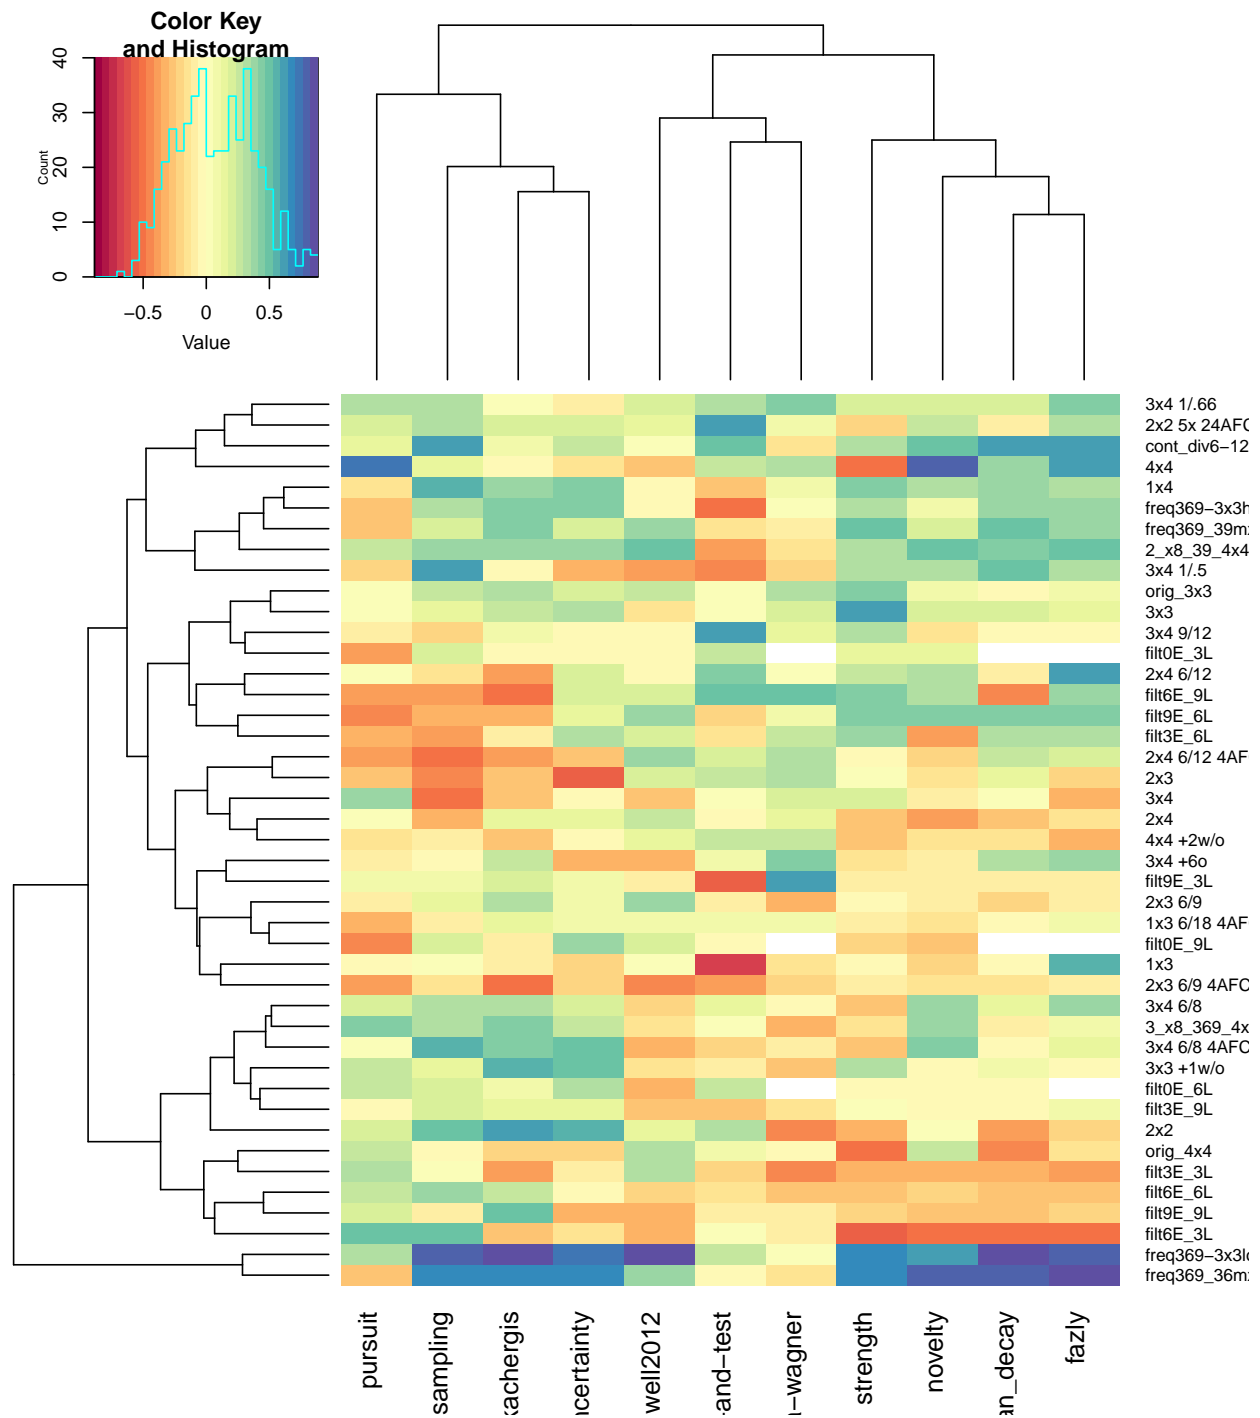 Color Key
and Histogram
Count
0
10
20
30
40
−0.5
0
0.5
Value
3x4 1/.66
2x2 5x 24AFC
cont_div6−12
4x4
1x4
freq369−3x3h
freq369_39mx
2_x8_39_4x4
3x4 1/.5
orig_3x3
3x3
3x4 9/12
filt0E_3L
2x4 6/12
filt6E_9L
filt9E_6L
filt3E_6L
2x4 6/12 4AF
2x3
3x4
2x4
4x4 +2w/o
3x4 +6o
filt9E_3L
2x3 6/9
1x3 6/18 4AF
filt0E_9L
1x3
2x3 6/9 4AFC
3x4 6/8
3_x8_369_4x
3x4 6/8 4AFC
3x3 +1w/o
filt0E_6L
filt3E_9L
2x2
orig_4x4
filt3E_3L
filt6E_6L
filt9E_9L
filt6E_3L
freq369−3x3lo
freq369_36mx
pursuit
sampling
kachergis
ncertainty
well2012
−and−test
a−wagner
strength
novelty
an_decay
fazly